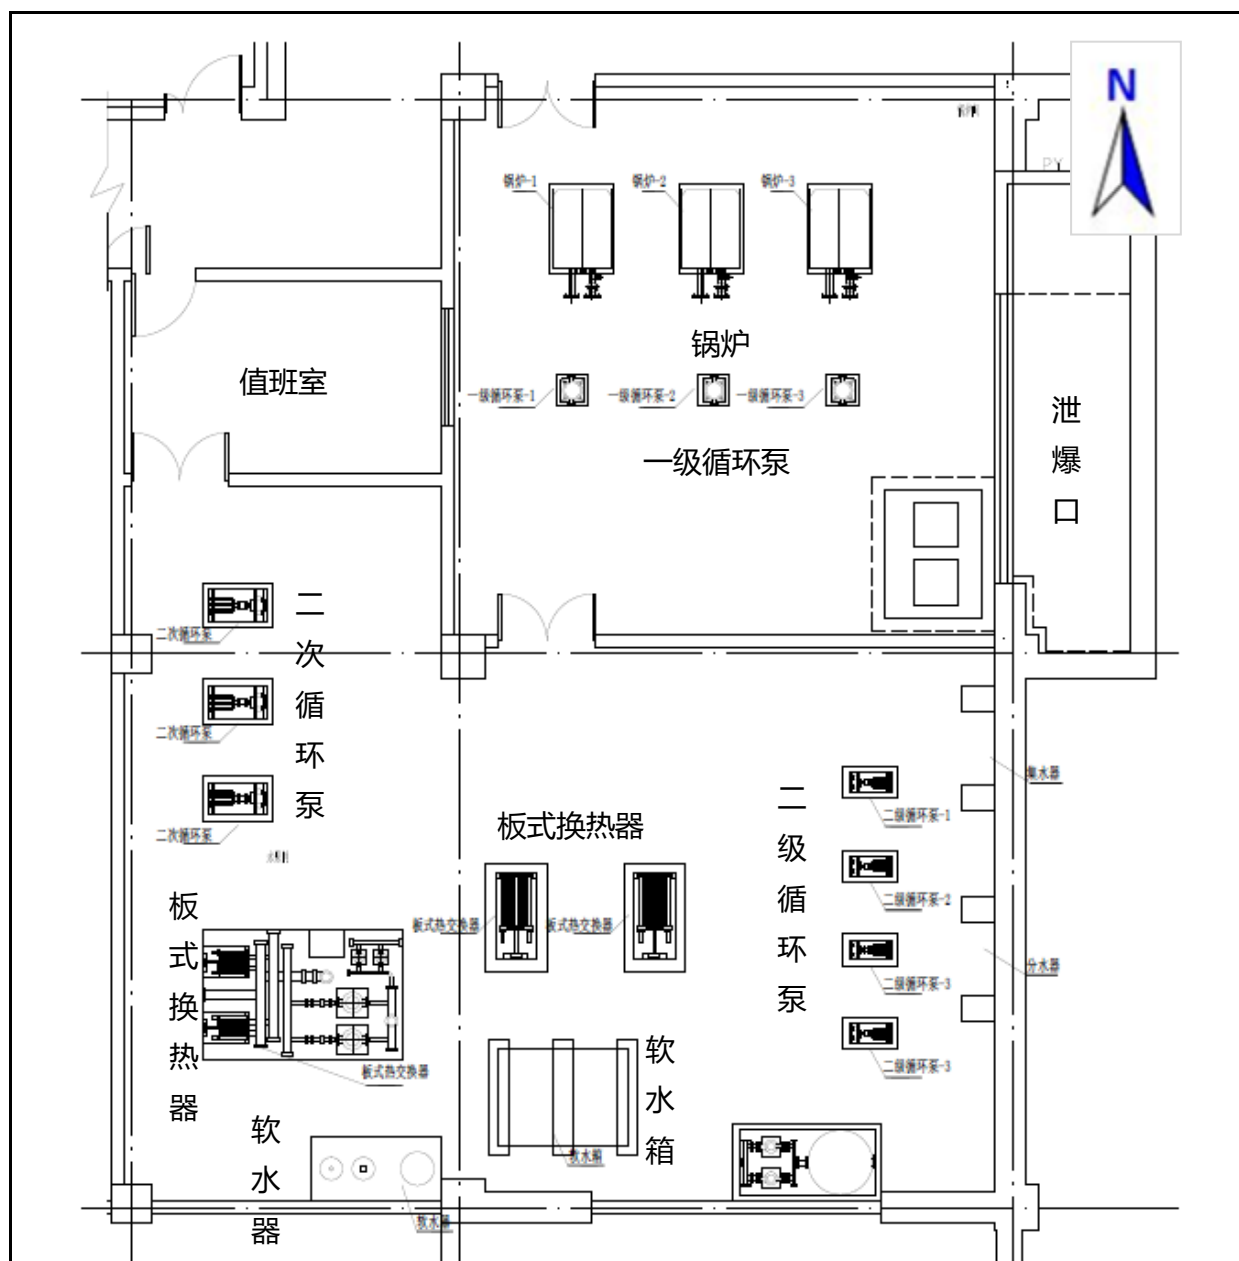 N
PY
锅炉-1
锅炉-2
锅炉-3
锅炉
值班室
一级循环泵-1
一级循环泵-2
一级循环泵-3
一级循环泵
泄爆口
二次循环泵
二次循环泵
二次循环泵
二次循环泵
集水器
二级循环泵-1
二级循环泵
板式换热器
二级循环泵-2
板式换热器
板式热交换器
板式热交换器
分水器
二级循环泵-3
板式热交换器
二级循环泵-3
软水箱
软水器
软水箱
软水器